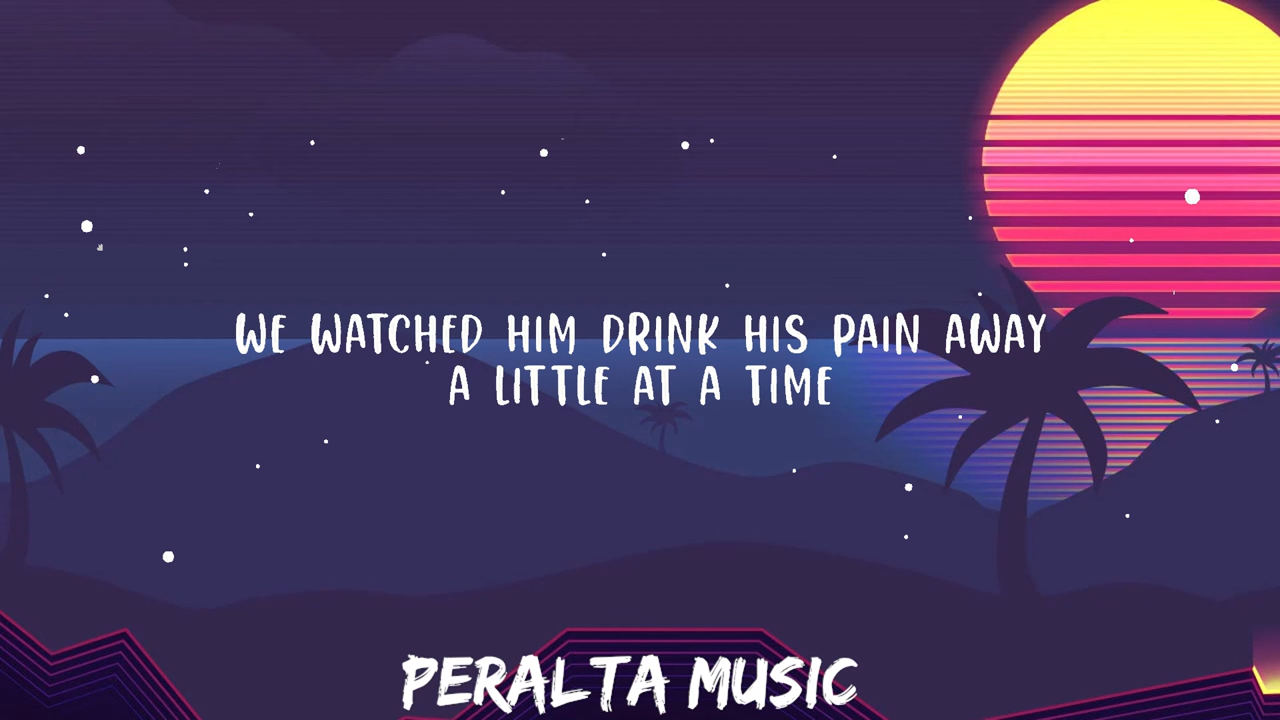 WE WATCHED HIM DRINK HIS PAIN AWAY
A LITTLE AT A TIME
PERALTA MUSIC